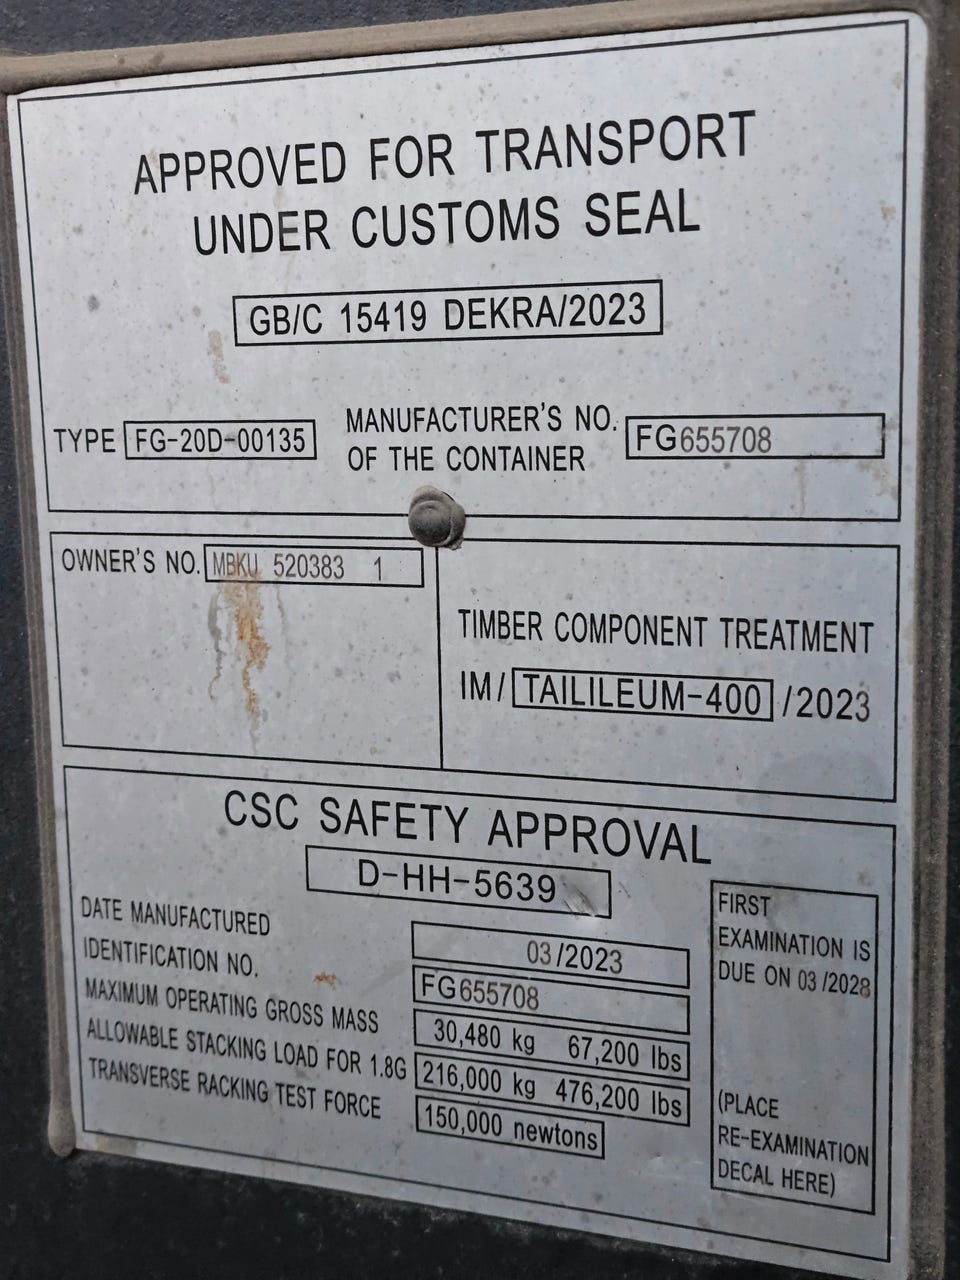 APPROVED FOR TRANSPORT
UNDER CUSTOMS SEAL
GB/C 15419 DEKRA/2023
TYPE FG-20D-00135
MANUFACTURER'S NO.
OF THE CONTAINER
FG655708
OWNER'S NO. MBKU 520383 1
TIMBER COMPONENT TREATMENT
IM/ TAILILEUM-400 /2023
CSC SAFETY APPROVAL
D-HH-5639
DATE MANUFACTURED 03/2023
IDENTIFICATION NO. FG655708
MAXIMUM OPERATING GROSS MASS 30,480 kg 67,200 lbs
ALLOWABLE STACKING LOAD FOR 1.8G 216,000 kg 476,200 lbs
TRANSVERSE RACKING TEST FORCE 150,000 newtons
FIRST
EXAMINATION IS
DUE ON 03/2028
(PLACE
RE-EXAMINATION
DECAL HERE)